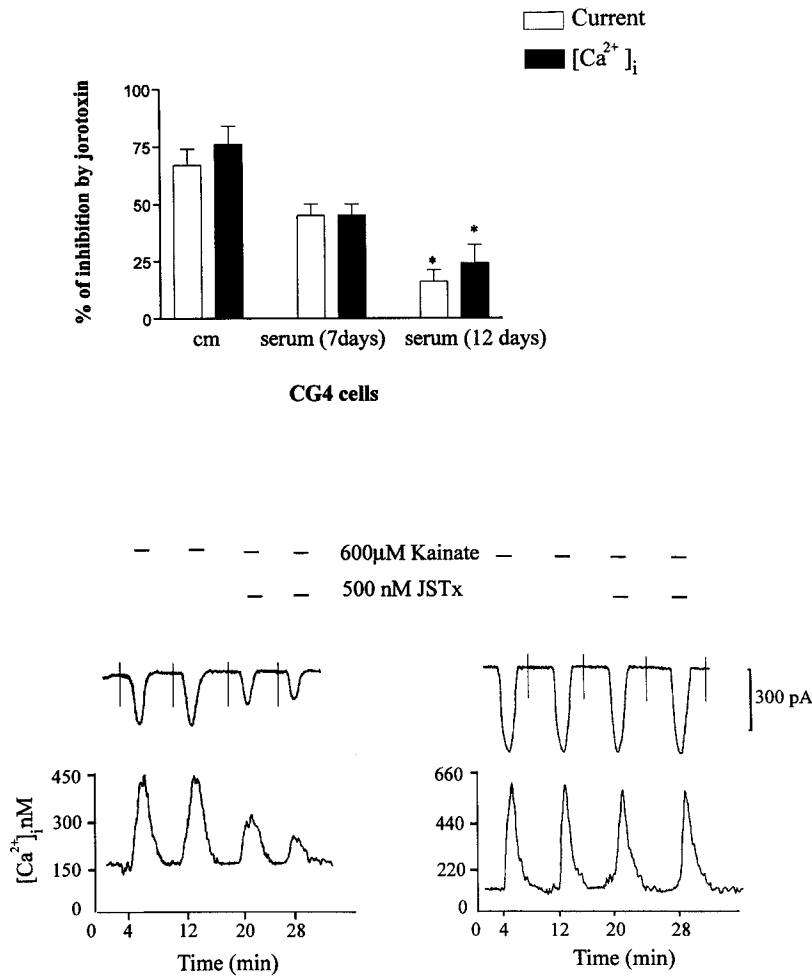 Current
[Ca2+]i
100
75
50
25
0
% of inhibition by jorotoxin
cm serum (7days) serum (12 days)
* *
CG4 cells
600μM Kainate
500 nM JSTx
300 pA
450
300
150
0
[Ca2+]i nM
0 4 12 20 28
Time (min)
660
440
220
0
0 4 12 20 28
Time (min)